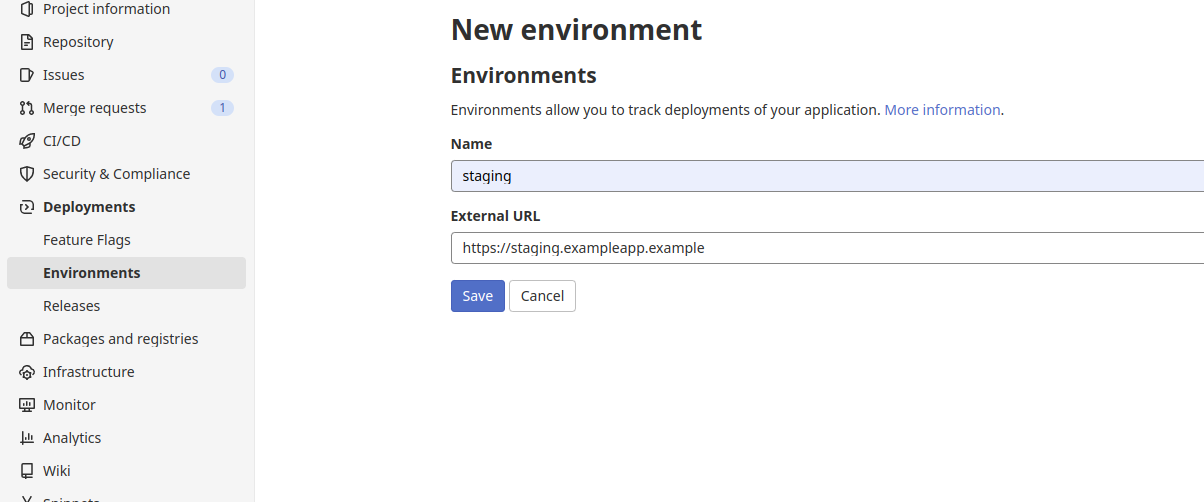 Project information
Repository
Issues 0
Merge requests 1
CI/CD
Security & Compliance
Deployments
Feature Flags
Environments
Releases
Packages and registries
Infrastructure
Monitor
Analytics
Wiki
Snippets
New environment
Environments
Environments allow you to track deployments of your application. More information.
Name
staging
External URL
https://staging.exampleapp.example
Save Cancel